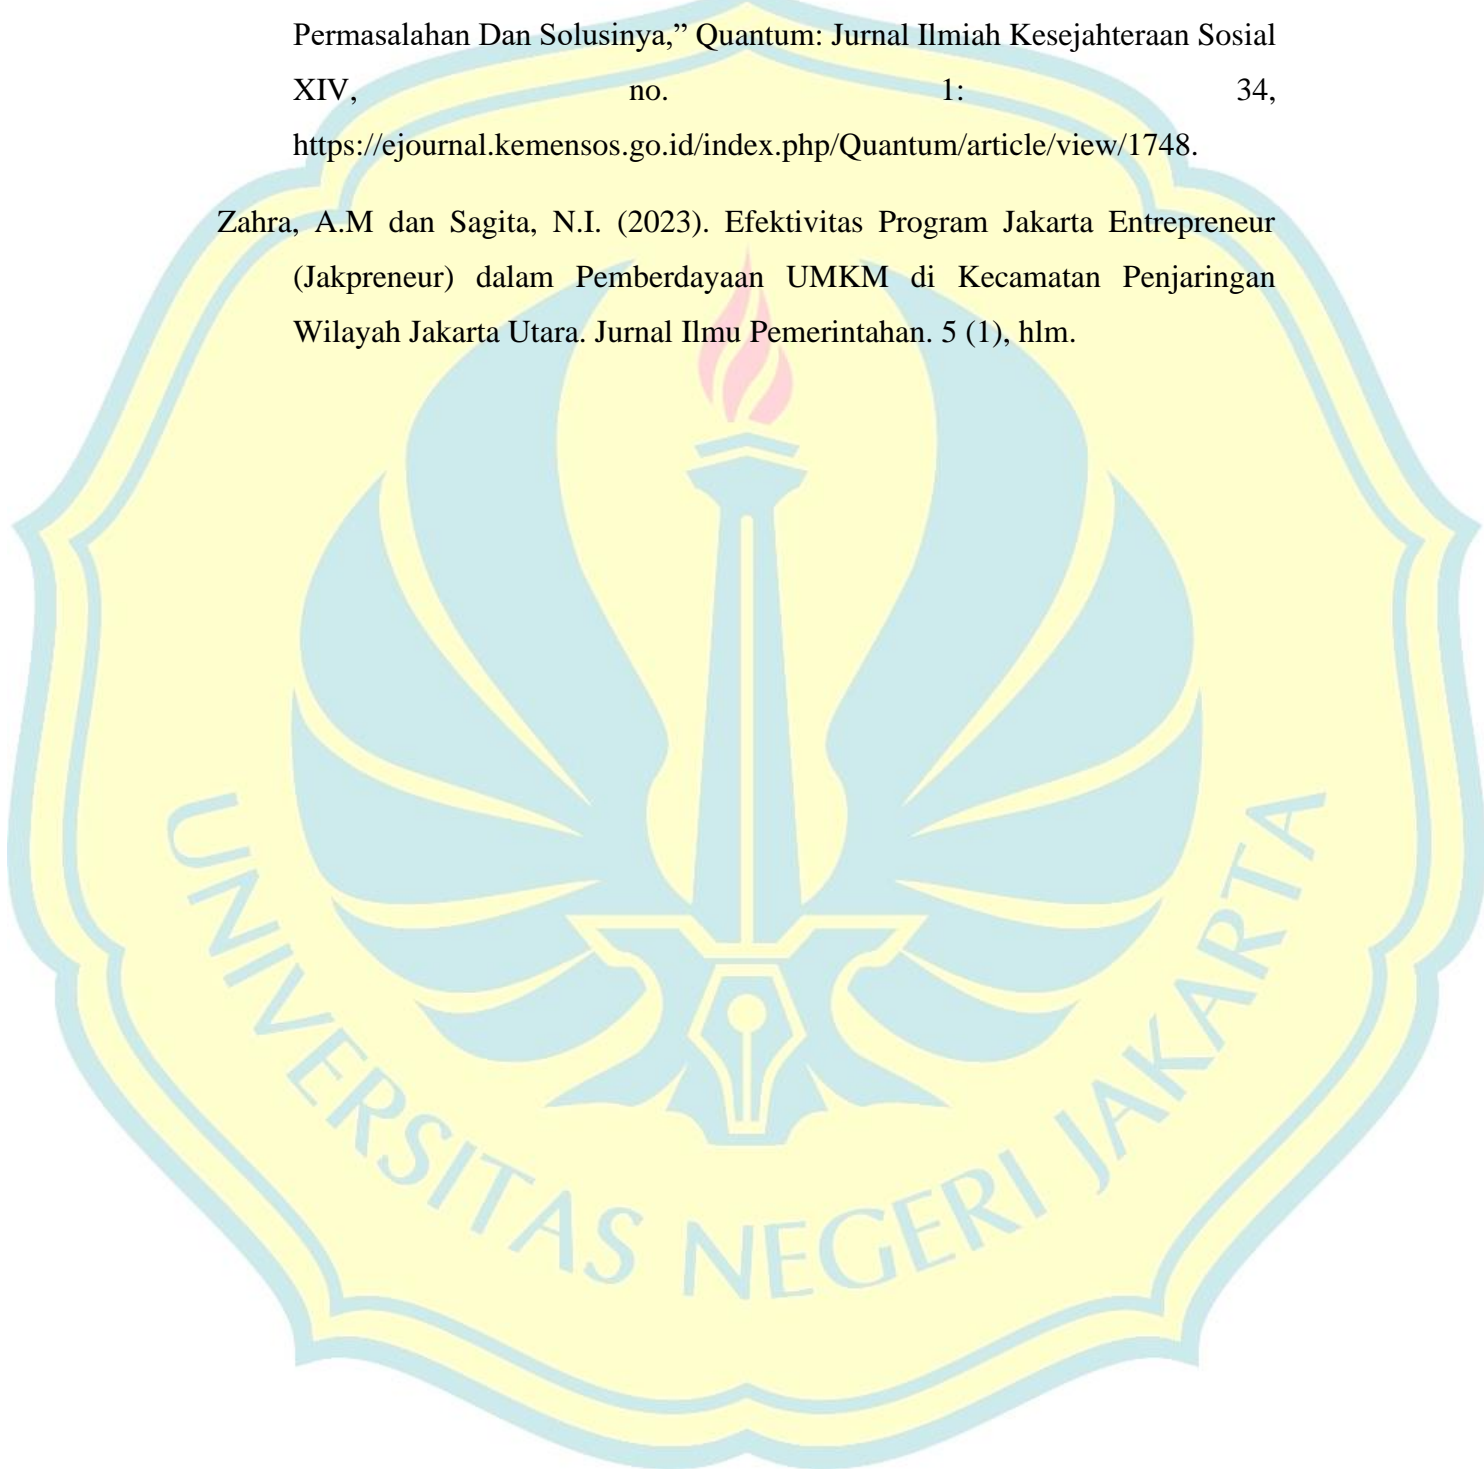 Permasalahan Dan Solusinya,” Quantum: Jurnal Ilmiah Kesejahteraan Sosial
XIV, no. 1: 34,
https://ejournal.kemensos.go.id/index.php/Quantum/article/view/1748.
Zahra, A.M dan Sagita, N.I. (2023). Efektivitas Program Jakarta Entrepreneur
(Jakpreneur) dalam Pemberdayaan UMKM di Kecamatan Penjaringan
Wilayah Jakarta Utara. Jurnal Ilmu Pemerintahan. 5 (1), hlm.
UNIVERSITAS NEGERI JAKARTA